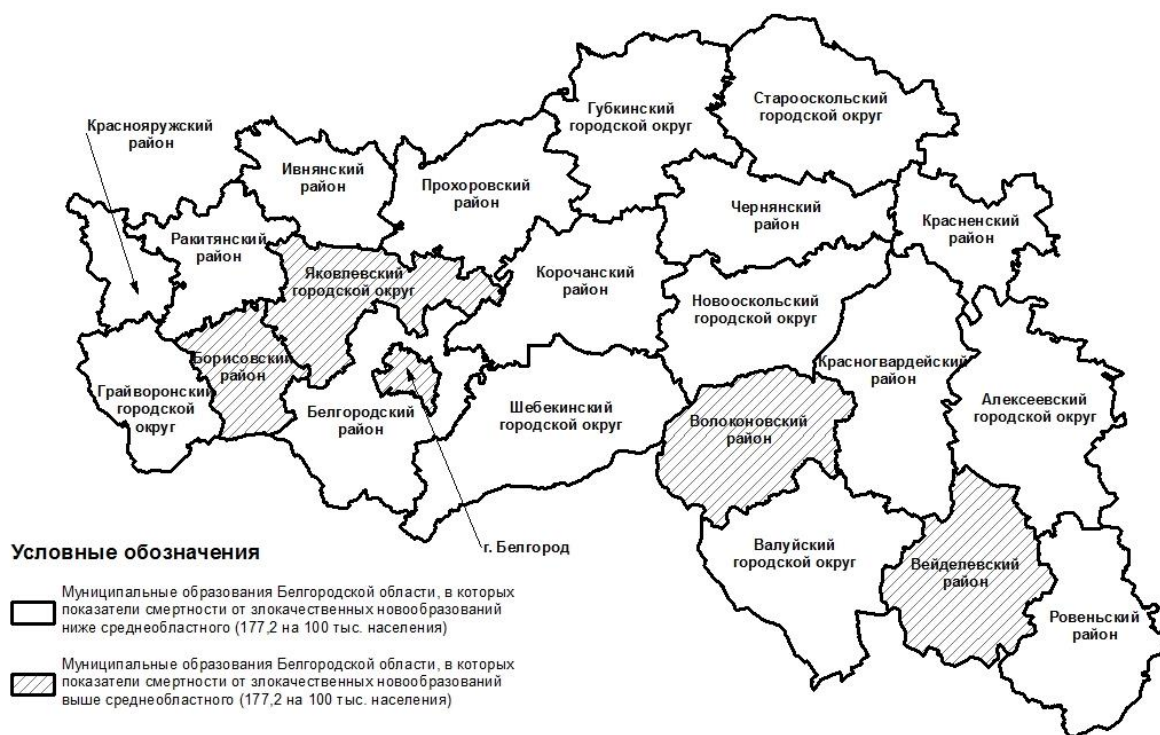 Губкинский
городской округ
Старооскольский
городской округ
Краснояружский
район
Ивнянский
район
Прохоровский
район
Чернянский
район
Красненский
район
Ракитянский
район
Яковлевский
городской округ
Корочанский
район
Новооскольский
городской округ
Борисовский
район
Красногвардейский
район
Грайворонский
городской
округ
Белгородский
район
Шебекинский
городской округ
Волоконовский
район
Алексеевский
городской округ
г. Белгород
Валуйский
городской округ
Вейделевский
район
Ровеньский
район
Условные обозначения
Муниципальные образования Белгородской области, в которых
показатели смертности от злокачественных новообразований
ниже среднеобластного (177,2 на 100 тыс. населения)
Муниципальные образования Белгородской области, в которых
показатели смертности от злокачественных новообразований
выше среднеобластного (177,2 на 100 тыс. населения)